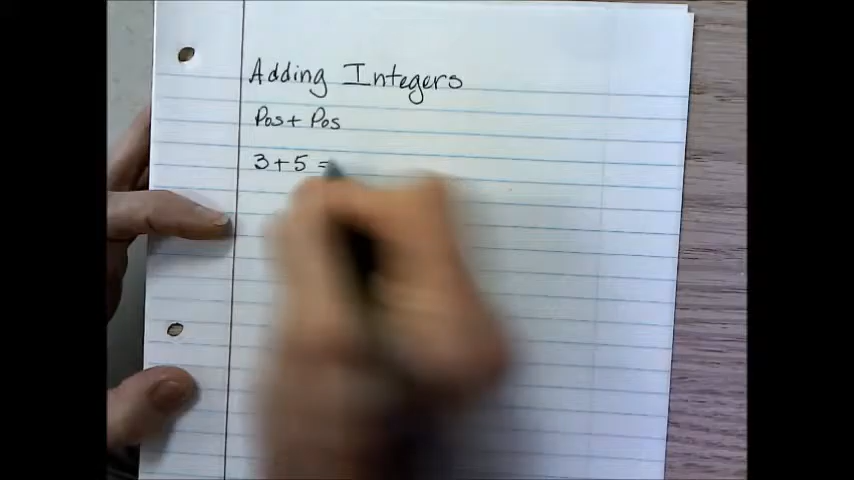 Adding Integers
Pos + Pos
3 + 5 =